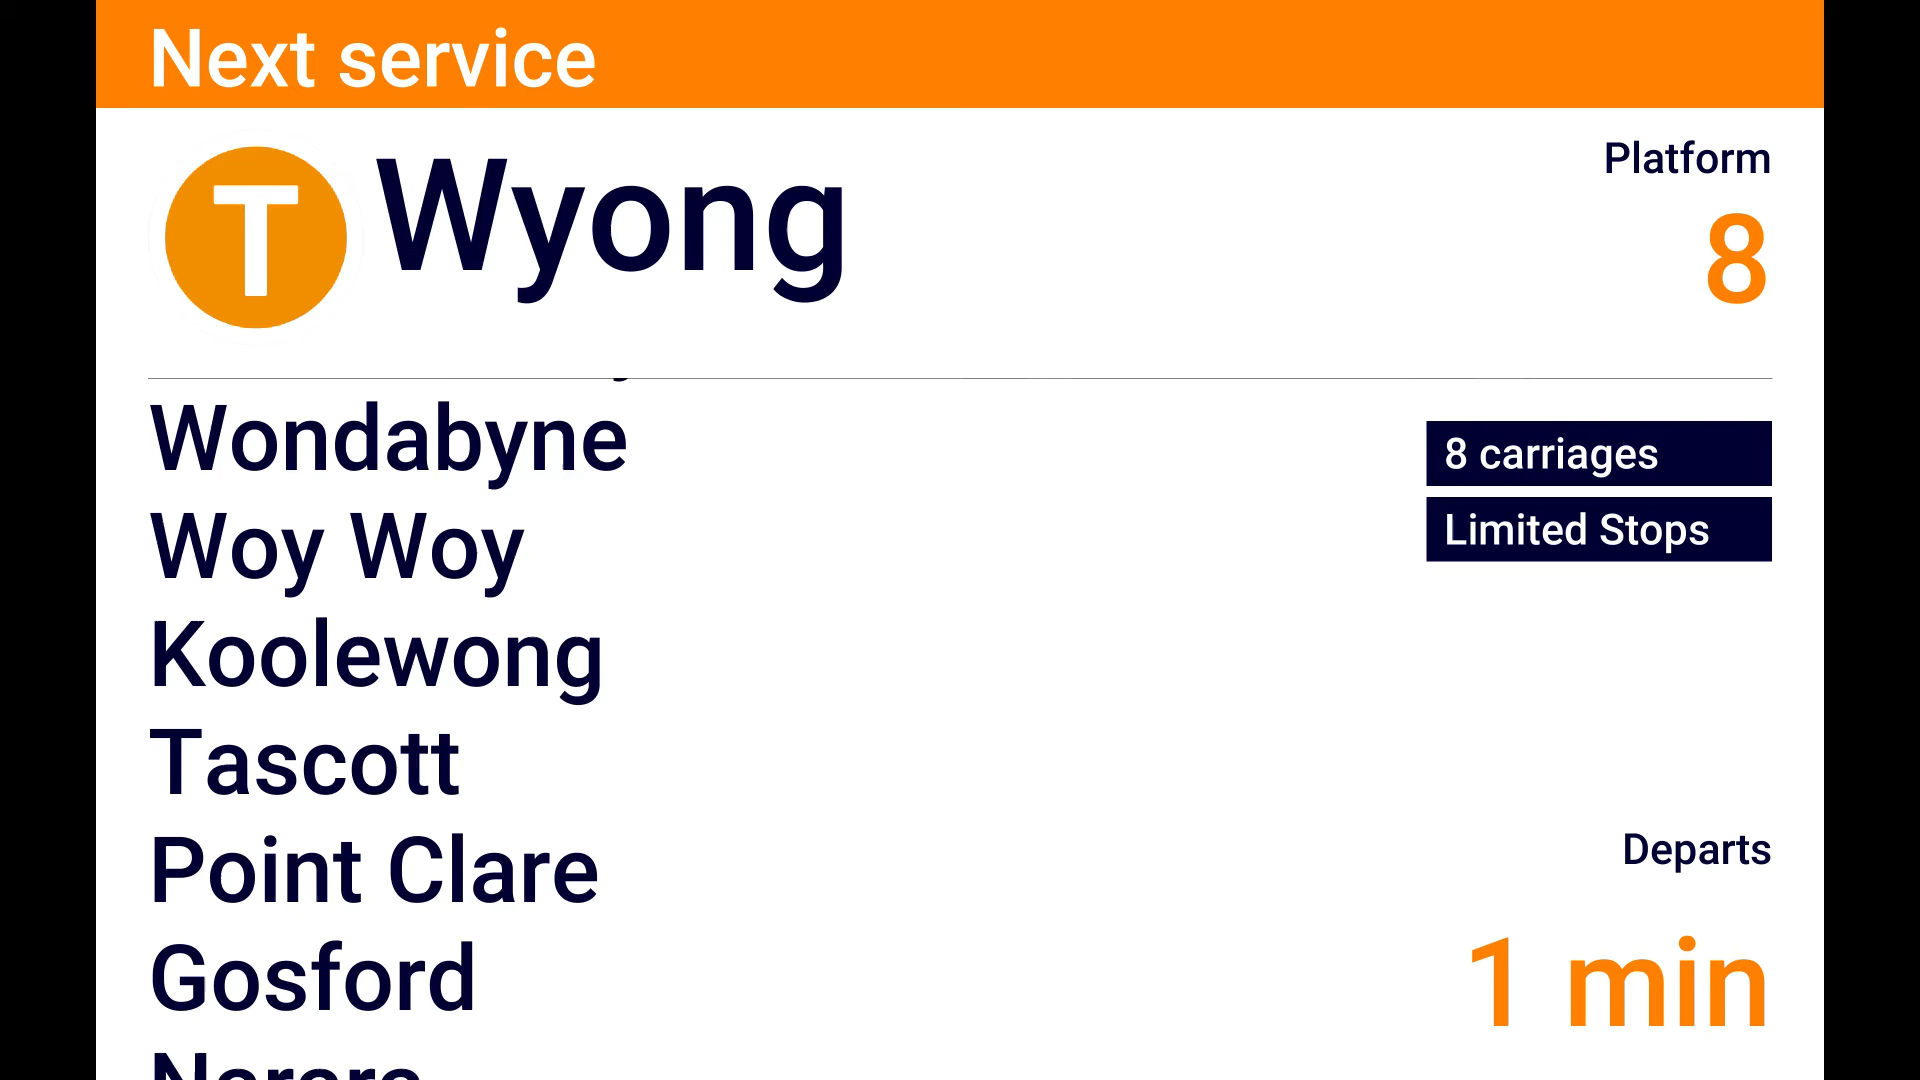 Next service
T Wyong
Platform
8
Wondabyne
8 carriages
Woy Woy
Limited Stops
Koolewong
Tascott
Point Clare
Departs
Gosford
1 min